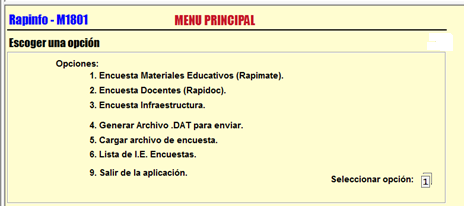 Rapinfo - M1801 MENU PRINCIPAL
Escoger una opción
Opciones:
1. Encuesta Materiales Educativos (Rapimate).
2. Encuesta Docentes (Rapidoc).
3. Encuesta Infraestructura.
4. Generar Archivo .DAT para enviar.
5. Cargar archivo de encuesta.
6. Lista de I.E. Encuestas.
9. Salir de la aplicación.
Seleccionar opción: 1